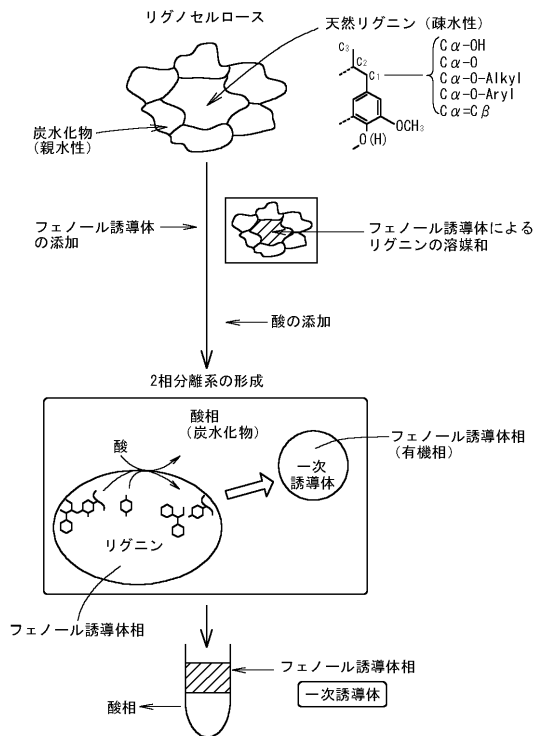 リグノセルロース
天然リグニン(疎水性)
C₃
C₂
C₁
Cα-OH
Cα-O
Cα-O-Alkyl
Cα-O-Aryl
Cα=Cβ
OCH₃
O(H)
炭水化物
(親水性)
フェノール誘導体
の添加
フェノール誘導体による
リグニンの溶媒和
酸の添加
2相分離系の形成
酸相
(炭水化物)
酸
フェノール誘導体相
(有機相)
一次
誘導体
リグニン
フェノール誘導体相
フェノール誘導体相
一次誘導体
酸相